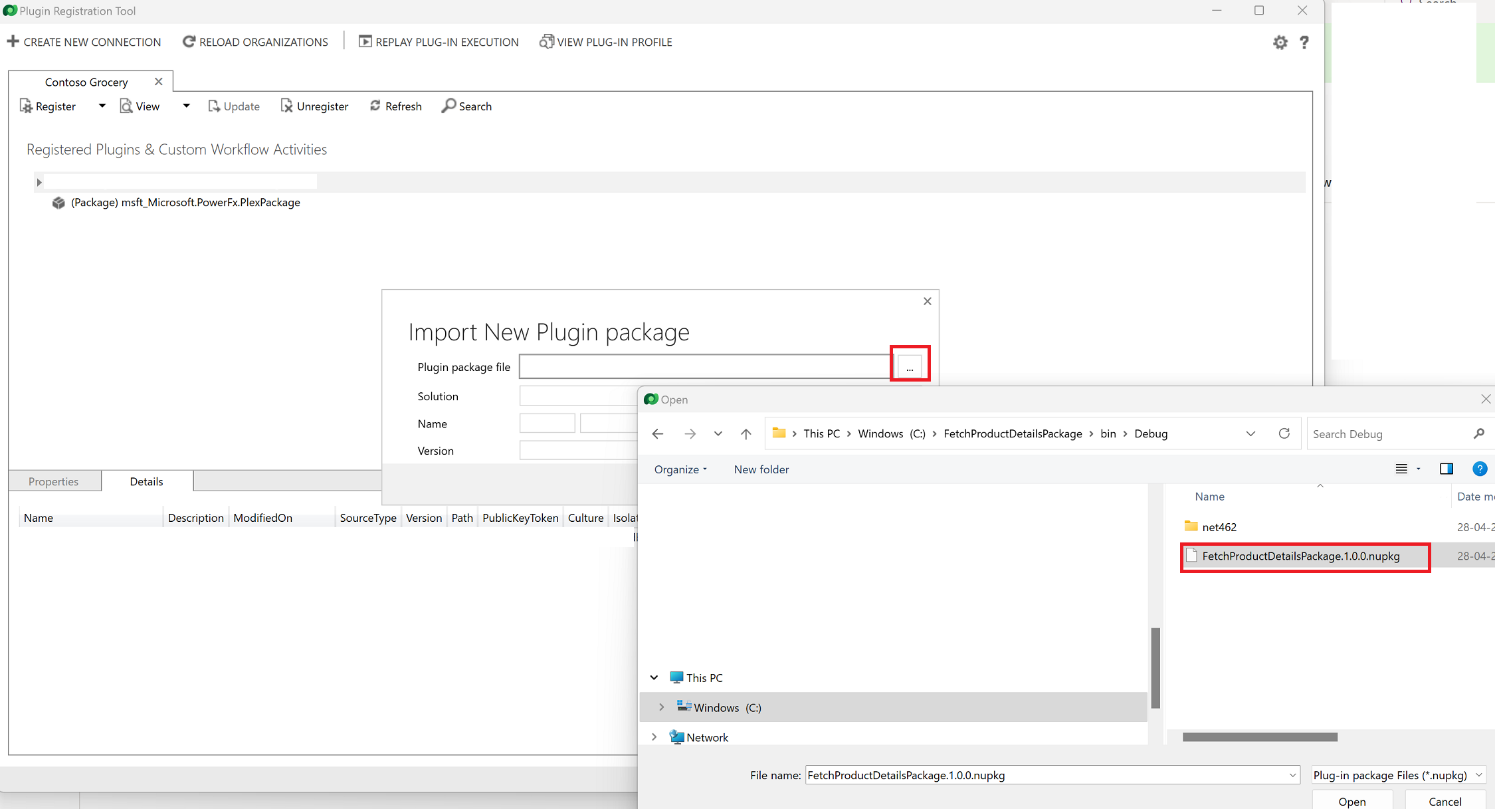 Plugin Registration Tool
CREATE NEW CONNECTION RELOAD ORGANIZATIONS REPLAY PLUG-IN EXECUTION VIEW PLUG-IN PROFILE ?
Contoso Grocery
Register View Update Unregister Refresh Search
Registered Plugins & Custom Workflow Activities
(Package) msft_Microsoft.PowerFx.PlexPackage
Import New Plugin package
Plugin package file ...
Solution
Name
Version
Properties Details
Name Description ModifiedOn SourceType Version Path PublicKeyToken Culture Isolat
Open
This PC > Windows (C:) > FetchProductDetailsPackage > bin > Debug
Search Debug
Organize New folder ?
Name Date mo
net462 28-04-2
FetchProductDetailsPackage.1.0.0.nupkg 28-04-2
This PC
Windows (C:)
Network
File name: FetchProductDetailsPackage.1.0.0.nupkg Plug-in package Files (*.nupkg)
Open Cancel